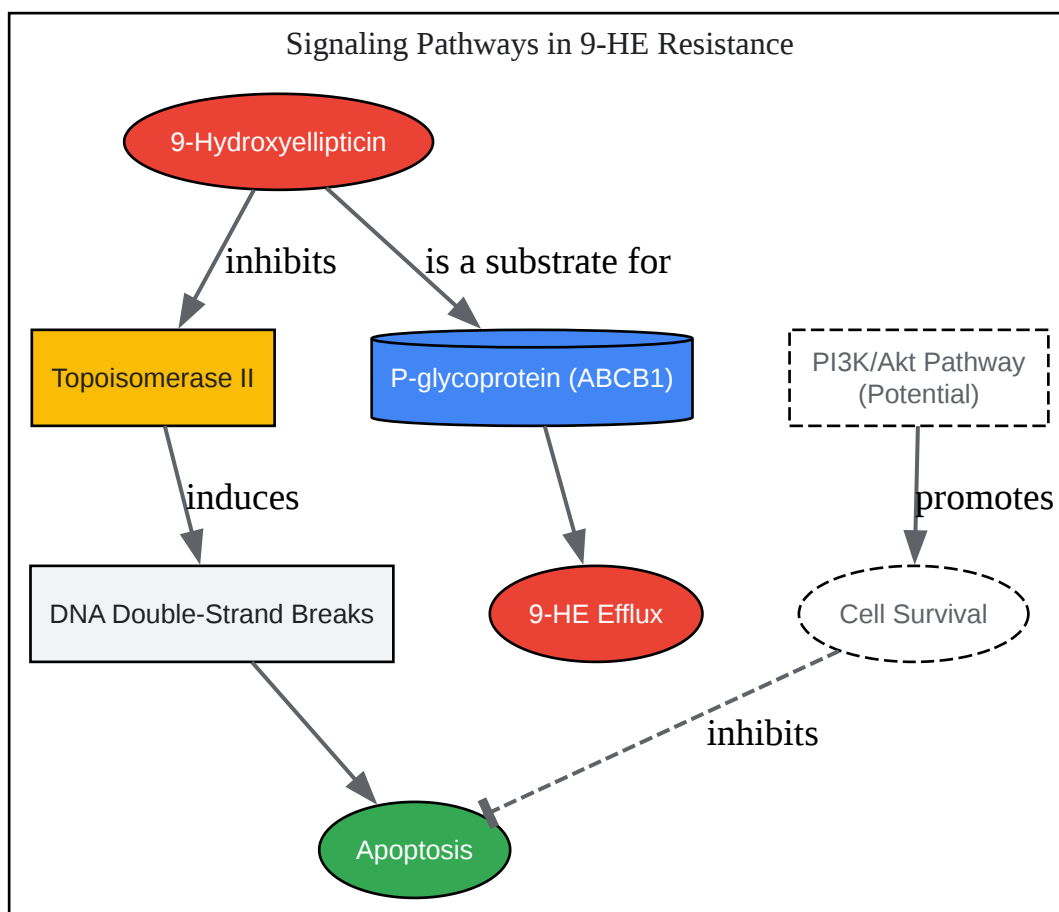 Signaling Pathways in 9-HE Resistance
9-Hydroxyellipticin
inhibits
is a substrate for
Topoisomerase II
P-glycoprotein (ABCB1)
PI3K/Akt Pathway
(Potential)
induces
promotes
DNA Double-Strand Breaks
9-HE Efflux
Cell Survival
inhibits
Apoptosis